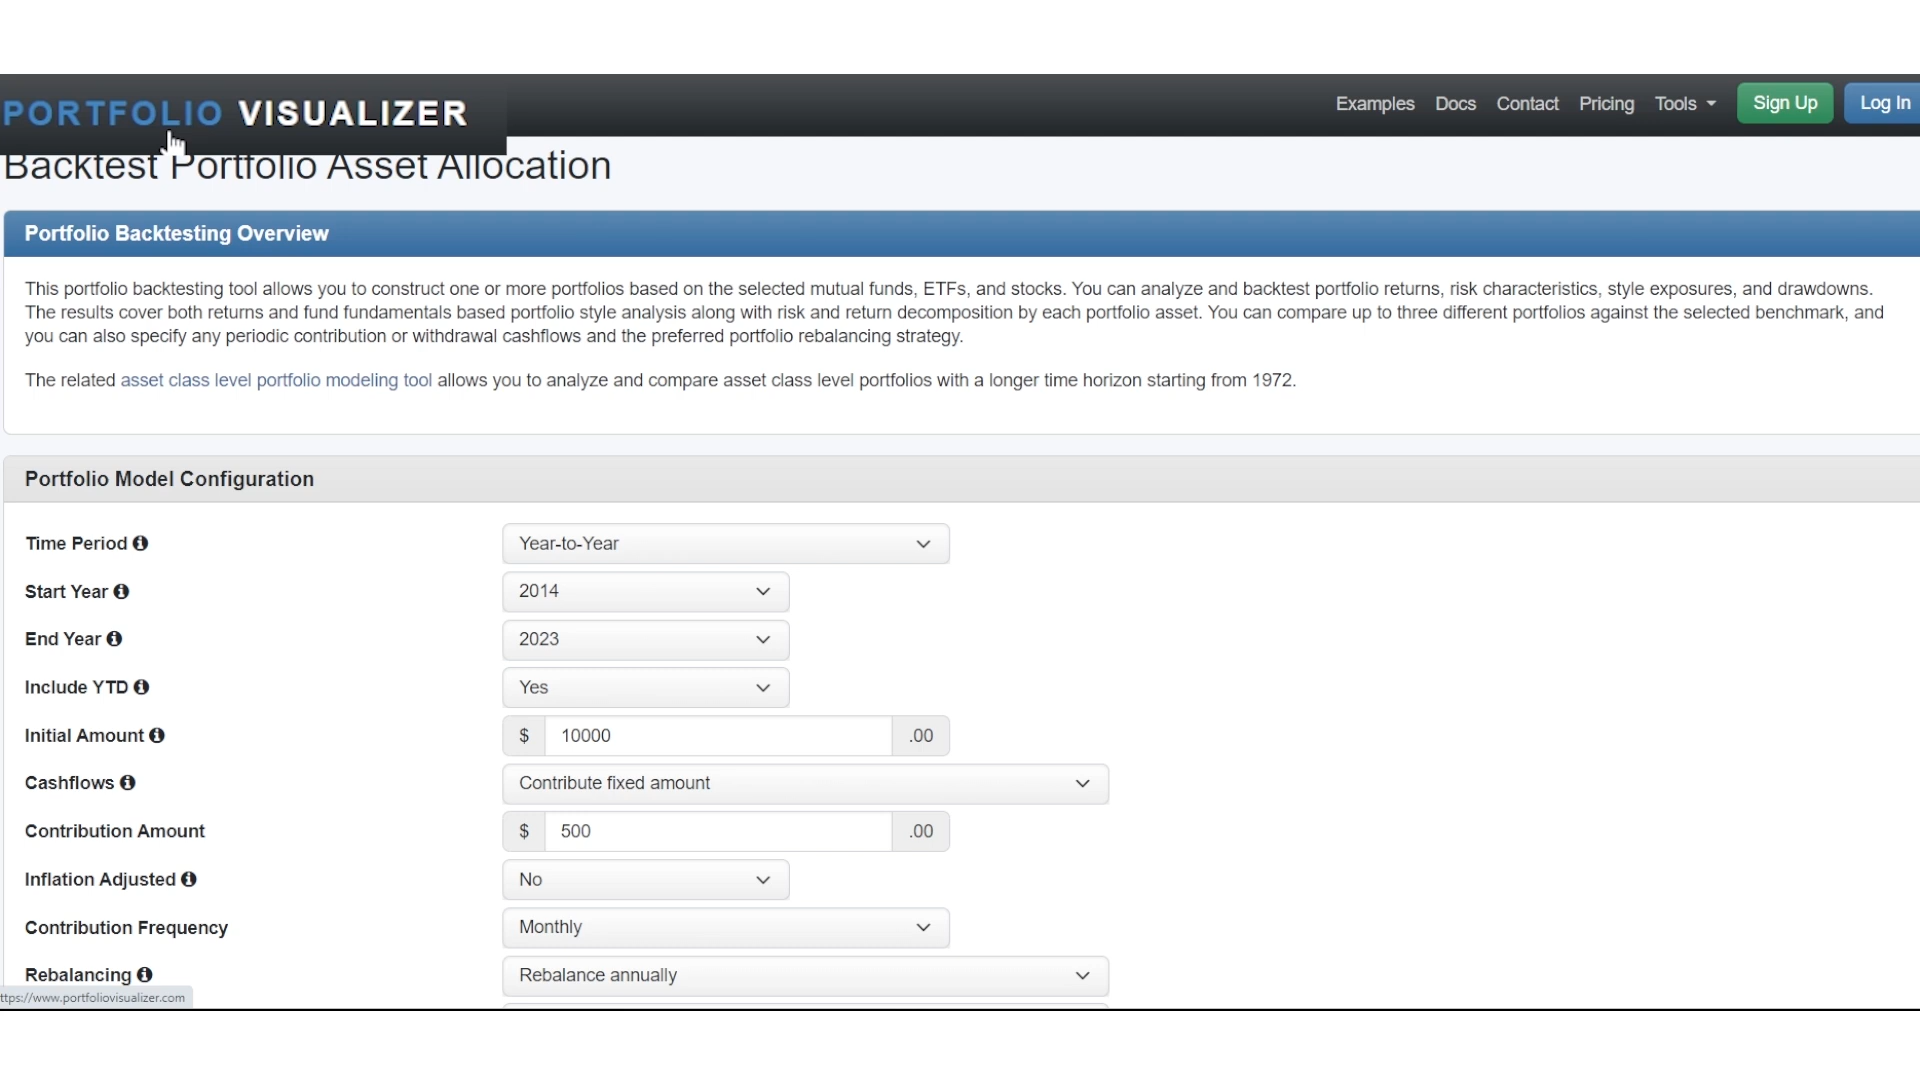 PORTFOLIO VISUALIZER
Examples Docs Contact Pricing Tools Sign Up Log In
Backtest Portfolio Asset Allocation
Portfolio Backtesting Overview
This portfolio backtesting tool allows you to construct one or more portfolios based on the selected mutual funds, ETFs, and stocks. You can analyze and backtest portfolio returns, risk characteristics, style exposures, and drawdowns.
The results cover both returns and fund fundamentals based portfolio style analysis along with risk and return decomposition by each portfolio asset. You can compare up to three different portfolios against the selected benchmark, and
you can also specify any periodic contribution or withdrawal cashflows and the preferred portfolio rebalancing strategy.
The related asset class level portfolio modeling tool allows you to analyze and compare asset class level portfolios with a longer time horizon starting from 1972.
Portfolio Model Configuration
Time Period Year-to-Year
Start Year 2014
End Year 2023
Include YTD Yes
Initial Amount $ 10000 .00
Cashflows Contribute fixed amount
Contribution Amount $ 500 .00
Inflation Adjusted No
Contribution Frequency Monthly
Rebalancing Rebalance annually
ttps://www.portfoliovisualizer.com